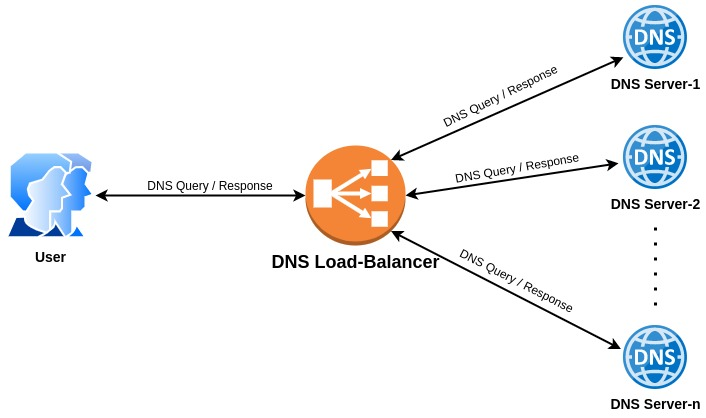 DNS
DNS Server-1
DNS Query / Response
DNS
DNS Query / Response
DNS Query / Response
DNS Server-2
User
DNS Load-Balancer
DNS Query / Response
DNS
DNS Server-n